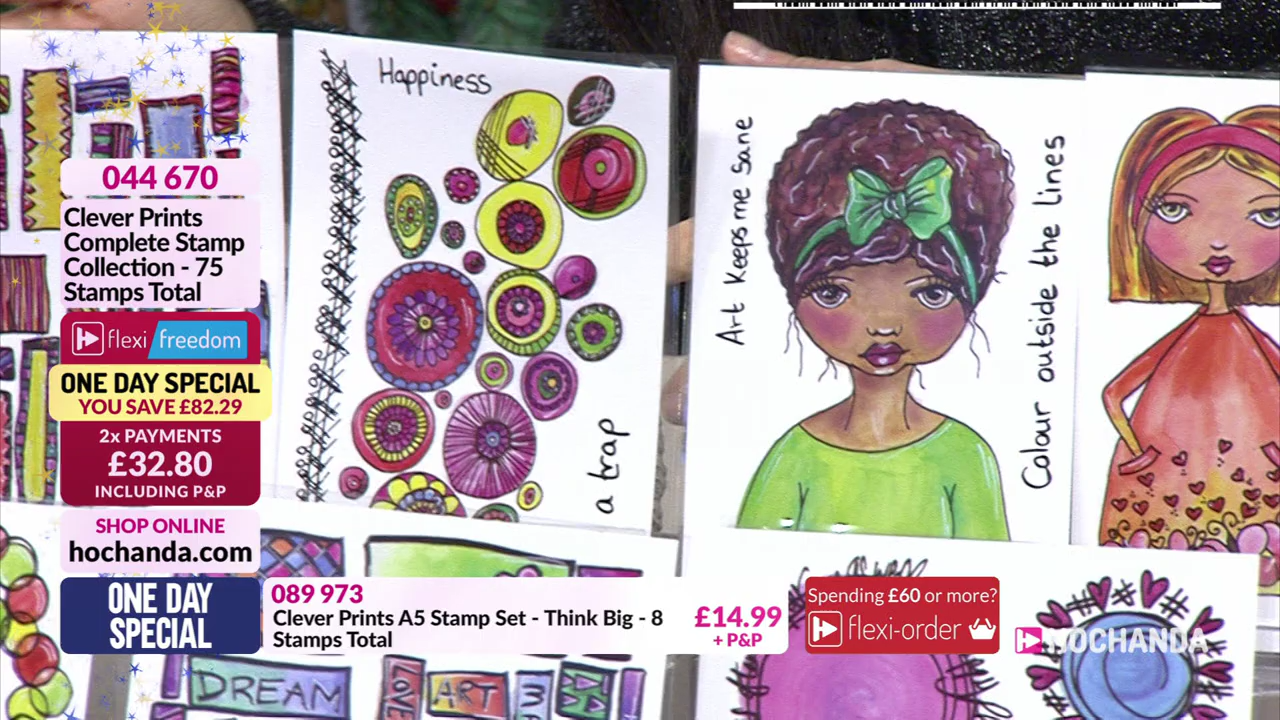 Happiness
Art Keeps me sane
Colour outside the Lines
a trap
044 670
Clever Prints
Complete Stamp
Collection - 75
Stamps Total
flexi freedom
ONE DAY SPECIAL
YOU SAVE £82.29
2x PAYMENTS
£32.80
INCLUDING P&P
SHOP ONLINE
hochanda.com
ONE DAY
SPECIAL
089 973
Clever Prints A5 Stamp Set - Think Big - 8
Stamps Total
£14.99
+ P&P
Spending £60 or more?
flexi-order
HOCHANDA
DREAM
LOVE
ART